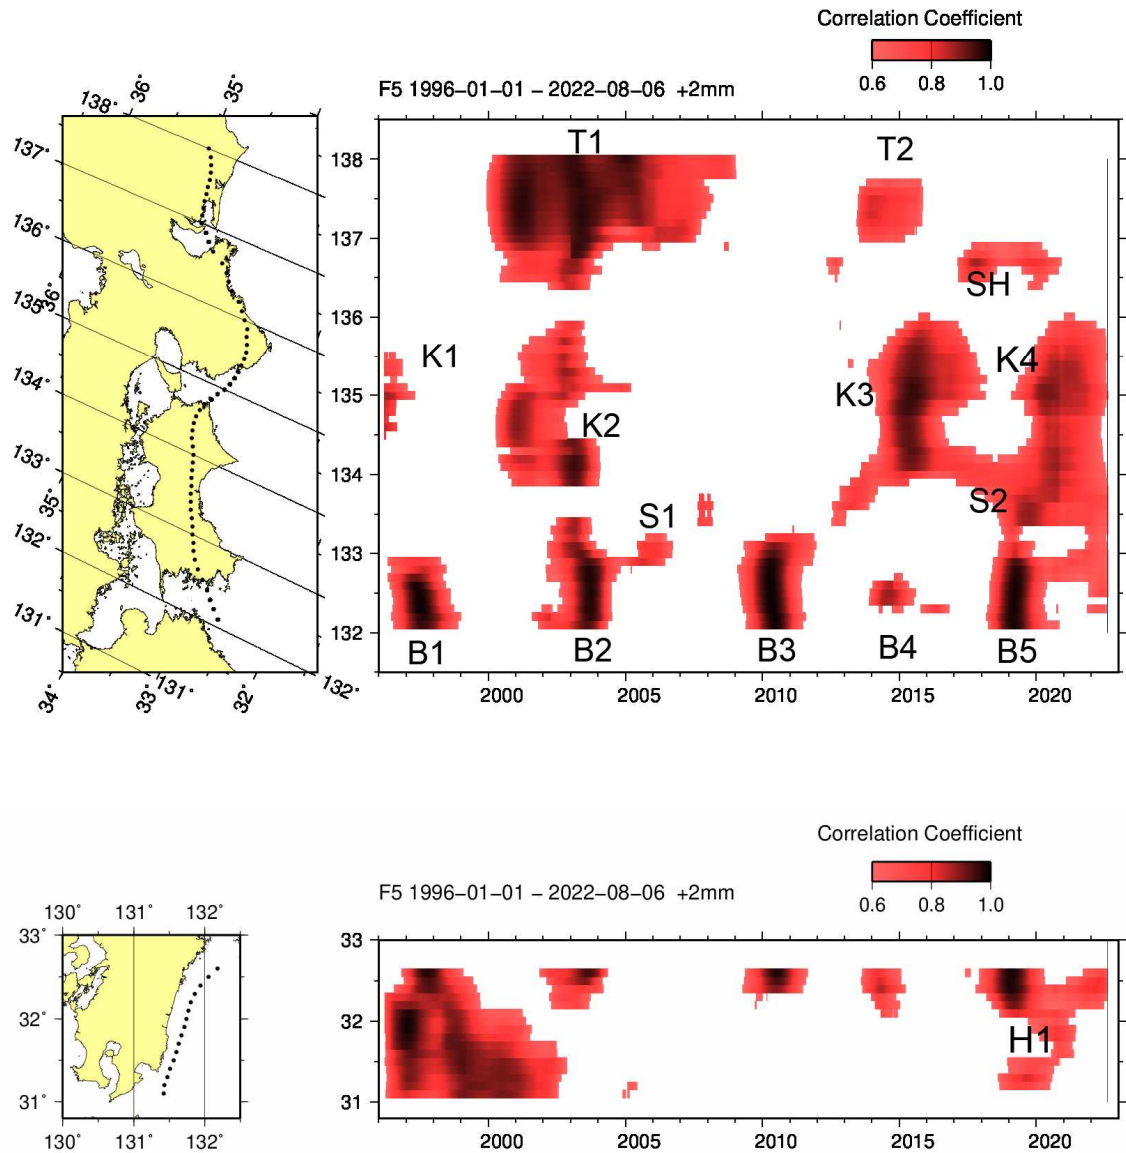 Correlation Coefficient
0.6 0.8 1.0
F5 1996-01-01 - 2022-08-06 +2mm
138° 36° 35°
137°
136°
36°
135°
134°
133°
35°
132°
131°
34° 33° 131° 32° 132°
138
137
136
135
134
133
132
T1
T2
SH
K1
K4
K3
K2
S2
S1
B1 B2 B3 B4 B5
2000 2005 2010 2015 2020
Correlation Coefficient
0.6 0.8 1.0
F5 1996-01-01 - 2022-08-06 +2mm
130° 131° 132°
33°
32°
31°
130° 131° 132°
33
32
31
H1
2000 2005 2010 2015 2020